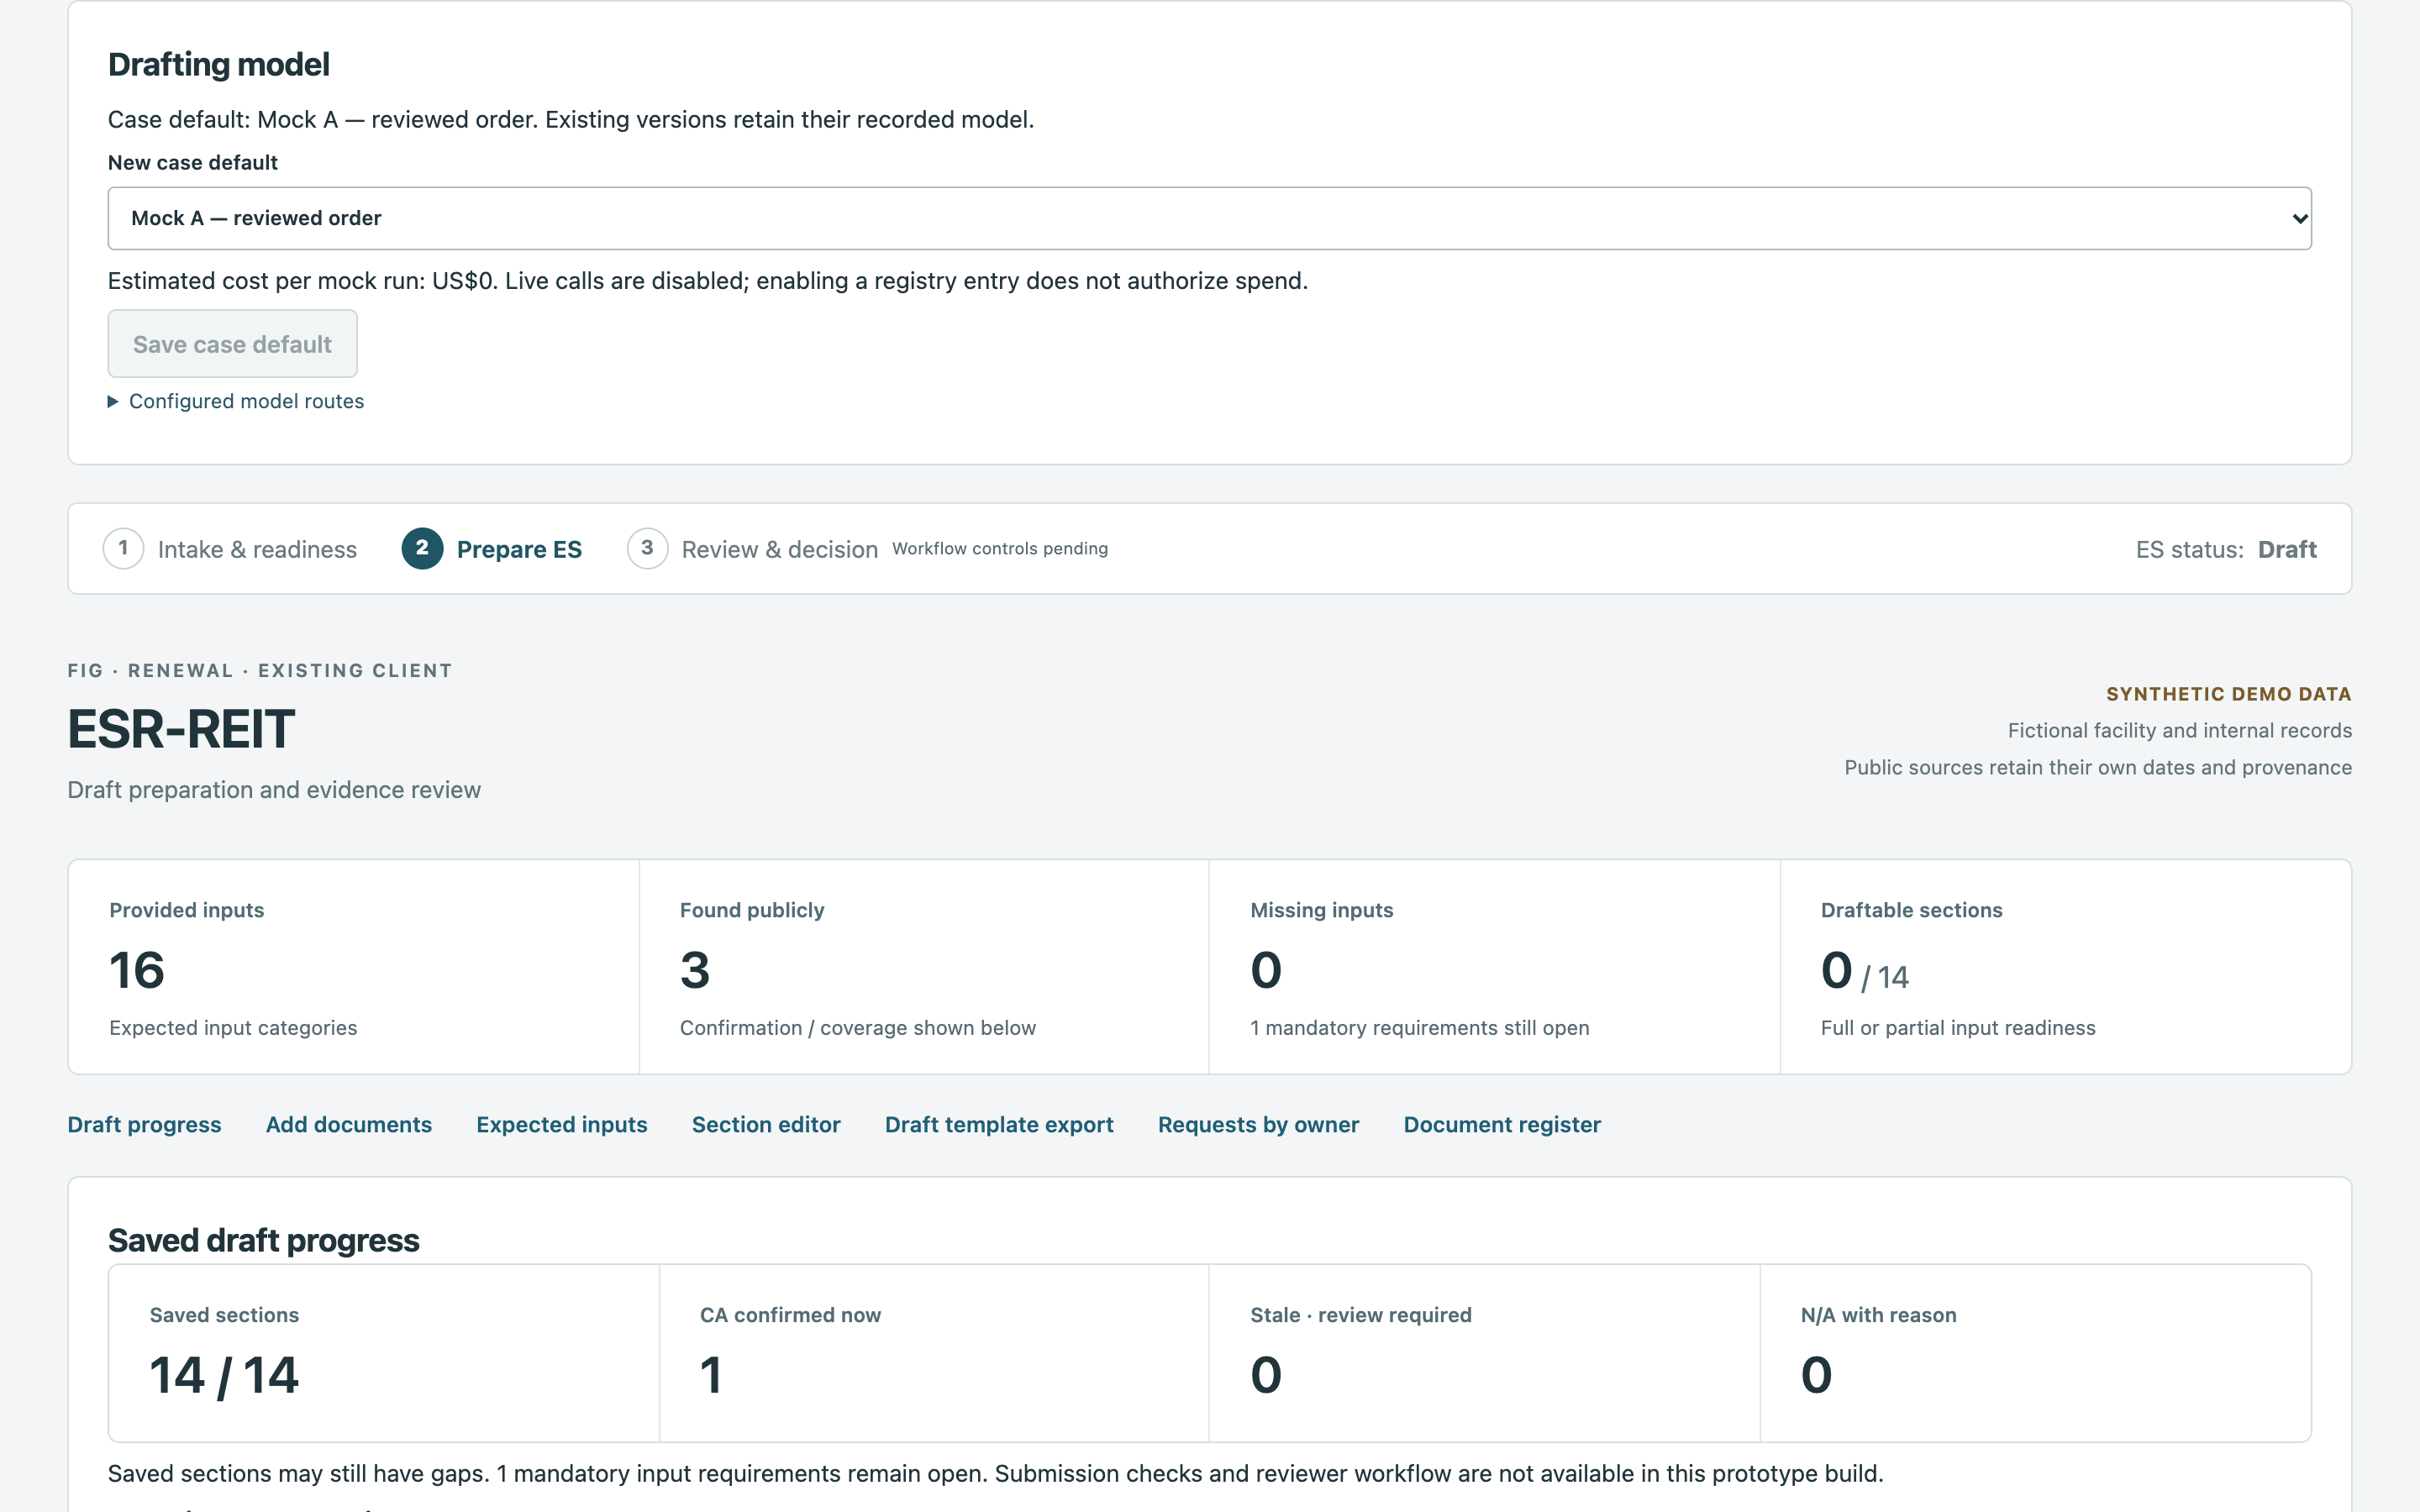 Drafting model
Case default: Mock A — reviewed order. Existing versions retain their recorded model.
New case default
Mock A — reviewed order
Estimated cost per mock run: US$0. Live calls are disabled; enabling a registry entry does not authorize spend.
Save case default
Configured model routes
1 Intake & readiness 2 Prepare ES 3 Review & decision Workflow controls pending ES status: Draft
FIG · RENEWAL · EXISTING CLIENT
ESR-REIT
Draft preparation and evidence review
SYNTHETIC DEMO DATA
Fictional facility and internal records
Public sources retain their own dates and provenance
Provided inputs
16
Expected input categories
Found publicly
3
Confirmation / coverage shown below
Missing inputs
0
1 mandatory requirements still open
Draftable sections
0 / 14
Full or partial input readiness
Draft progress Add documents Expected inputs Section editor Draft template export Requests by owner Document register
Saved draft progress
Saved sections
14 / 14
CA confirmed now
1
Stale · review required
0
N/A with reason
0
Saved sections may still have gaps. 1 mandatory input requirements remain open. Submission checks and reviewer workflow are not available in this prototype build.